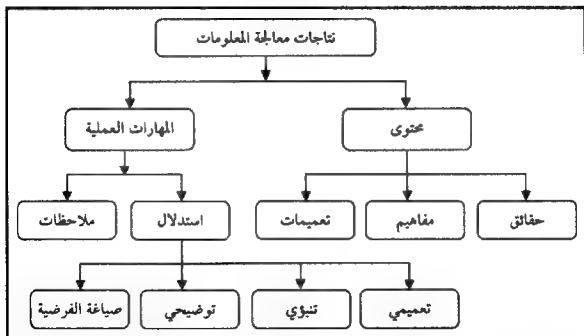 نتاجات معالجة المعلومات
محتوى
المهارات العملية
حقائق
مفاهيم
تعميمات
استدلال
ملاحظات
تعميمي
تنبؤي
توضيحي
صياغة الفرضية